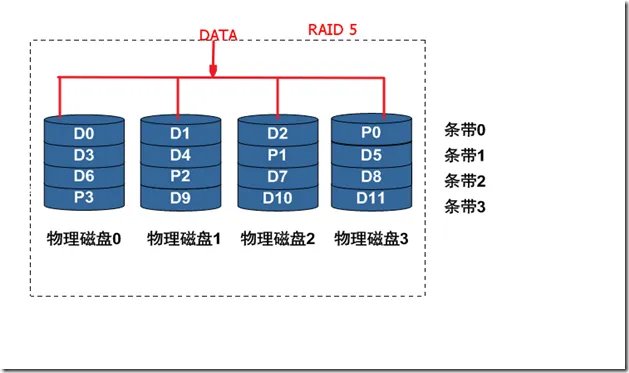 DATA RAID 5
D0 D1 D2 P0 条带0
D3 D4 P1 D5 条带1
D6 P2 D7 D8 条带2
P3 D9 D10 D11 条带3
物理磁盘0 物理磁盘1 物理磁盘2 物理磁盘3